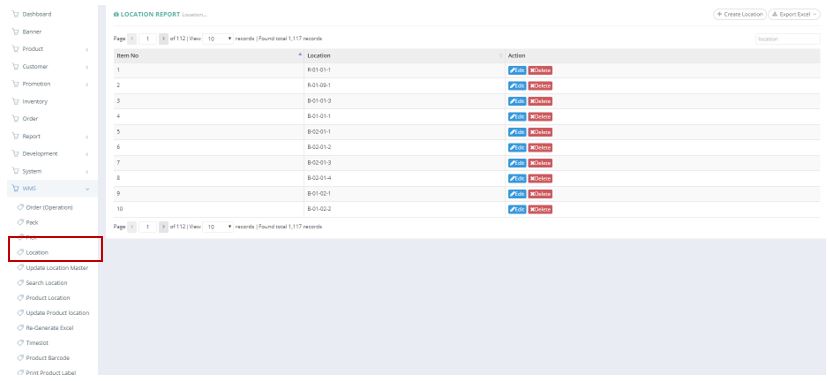 Dashboard
Banner
Product
Customer
Promotion
Inventory
Order
Report
Development
System
WMS
Order (Operation)
Pack
Location
Update Location Master
Search Location
Product Location
Update Product location
Re-Generate Excel
Timeslot
Product Barcode
Print Product Label
LOCATION REPORT Location...
+ Create Location
Export Excel
Page < 1 > of 112 | View 10 records | Found total 1,117 records
location
Item No Location Action
1 R-01-01-1 Edit Delete
2 R-01-09-1 Edit Delete
3 B-01-01-3 Edit Delete
4 B-01-01-1 Edit Delete
5 B-02-01-1 Edit Delete
6 B-02-01-2 Edit Delete
7 B-02-01-3 Edit Delete
8 B-02-01-4 Edit Delete
9 B-01-02-1 Edit Delete
10 B-01-02-2 Edit Delete
Page < 1 > of 112 | View 10 records | Found total 1,117 records